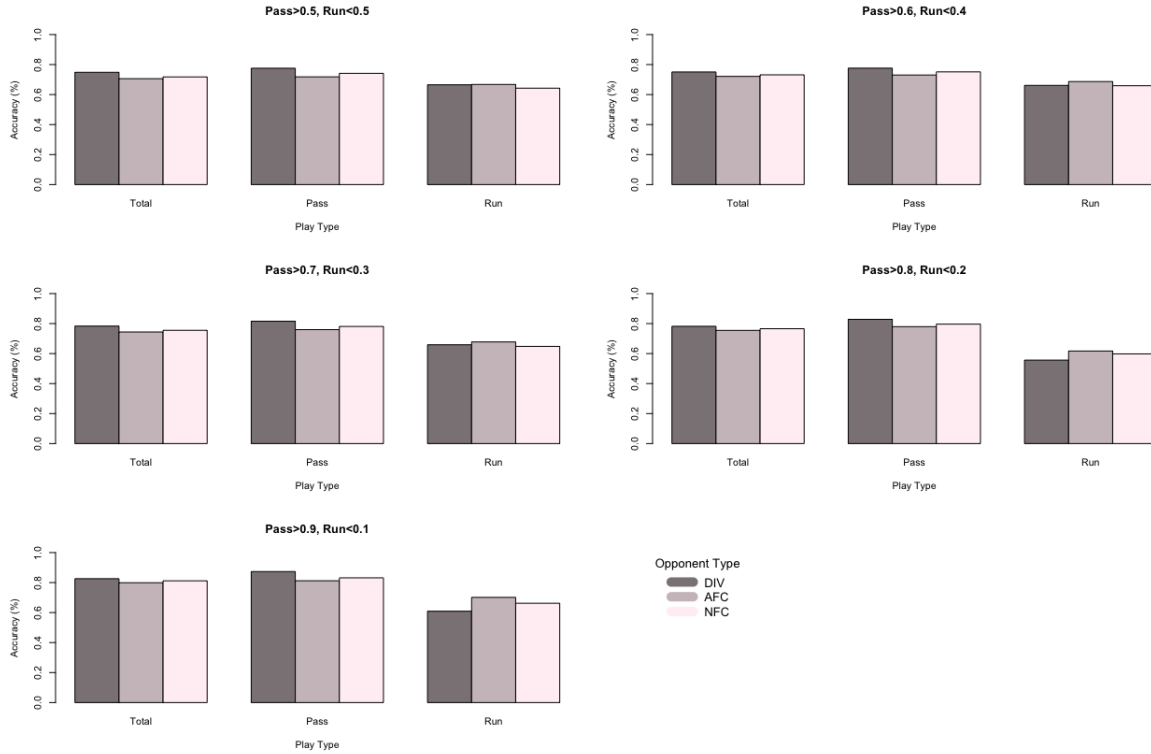 Pass>0.5, Run<0.5
Accuracy (%)
0.0 0.2 0.4 0.6 0.8 1.0
Total Pass Run
Play Type
Pass>0.6, Run<0.4
Accuracy (%)
0.0 0.2 0.4 0.6 0.8 1.0
Total Pass Run
Play Type
Pass>0.7, Run<0.3
Accuracy (%)
0.0 0.2 0.4 0.6 0.8 1.0
Total Pass Run
Play Type
Pass>0.8, Run<0.2
Accuracy (%)
0.0 0.2 0.4 0.6 0.8 1.0
Total Pass Run
Play Type
Pass>0.9, Run<0.1
Accuracy (%)
0.0 0.2 0.4 0.6 0.8 1.0
Total Pass Run
Play Type
Opponent Type
DIV
AFC
NFC